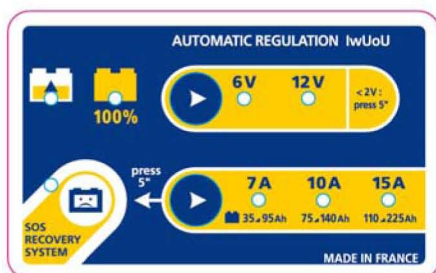 AUTOMATIC REGULATION IwUoU
6V 12V
< 2V :
press 5"
100%
press
5"
7A 10A 15A
35 ◢ 95Ah 75 ◢ 140Ah 110 ◢ 225Ah
SOS
RECOVERY
SYSTEM
MADE IN FRANCE